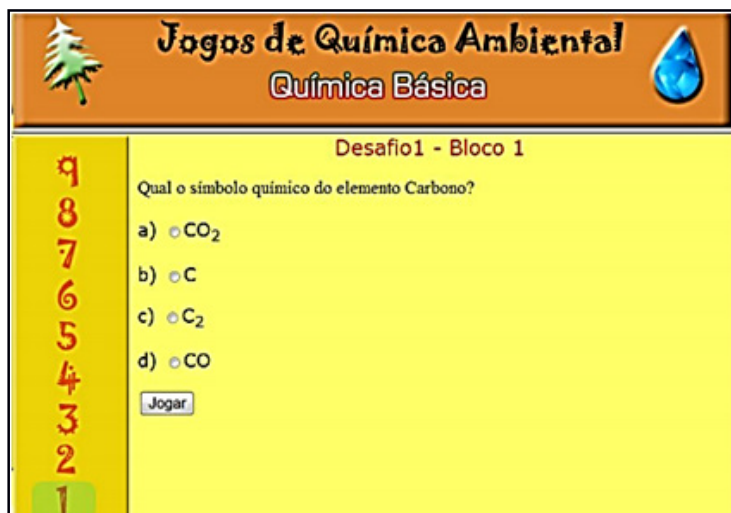 Jogos de Química Ambiental
Química Básica
Desafio1 - Bloco 1
Qual o símbolo químico do elemento Carbono?
a) CO₂
b) C
c) C₂
d) CO
Jogar
9
8
7
6
5
4
3
2
1